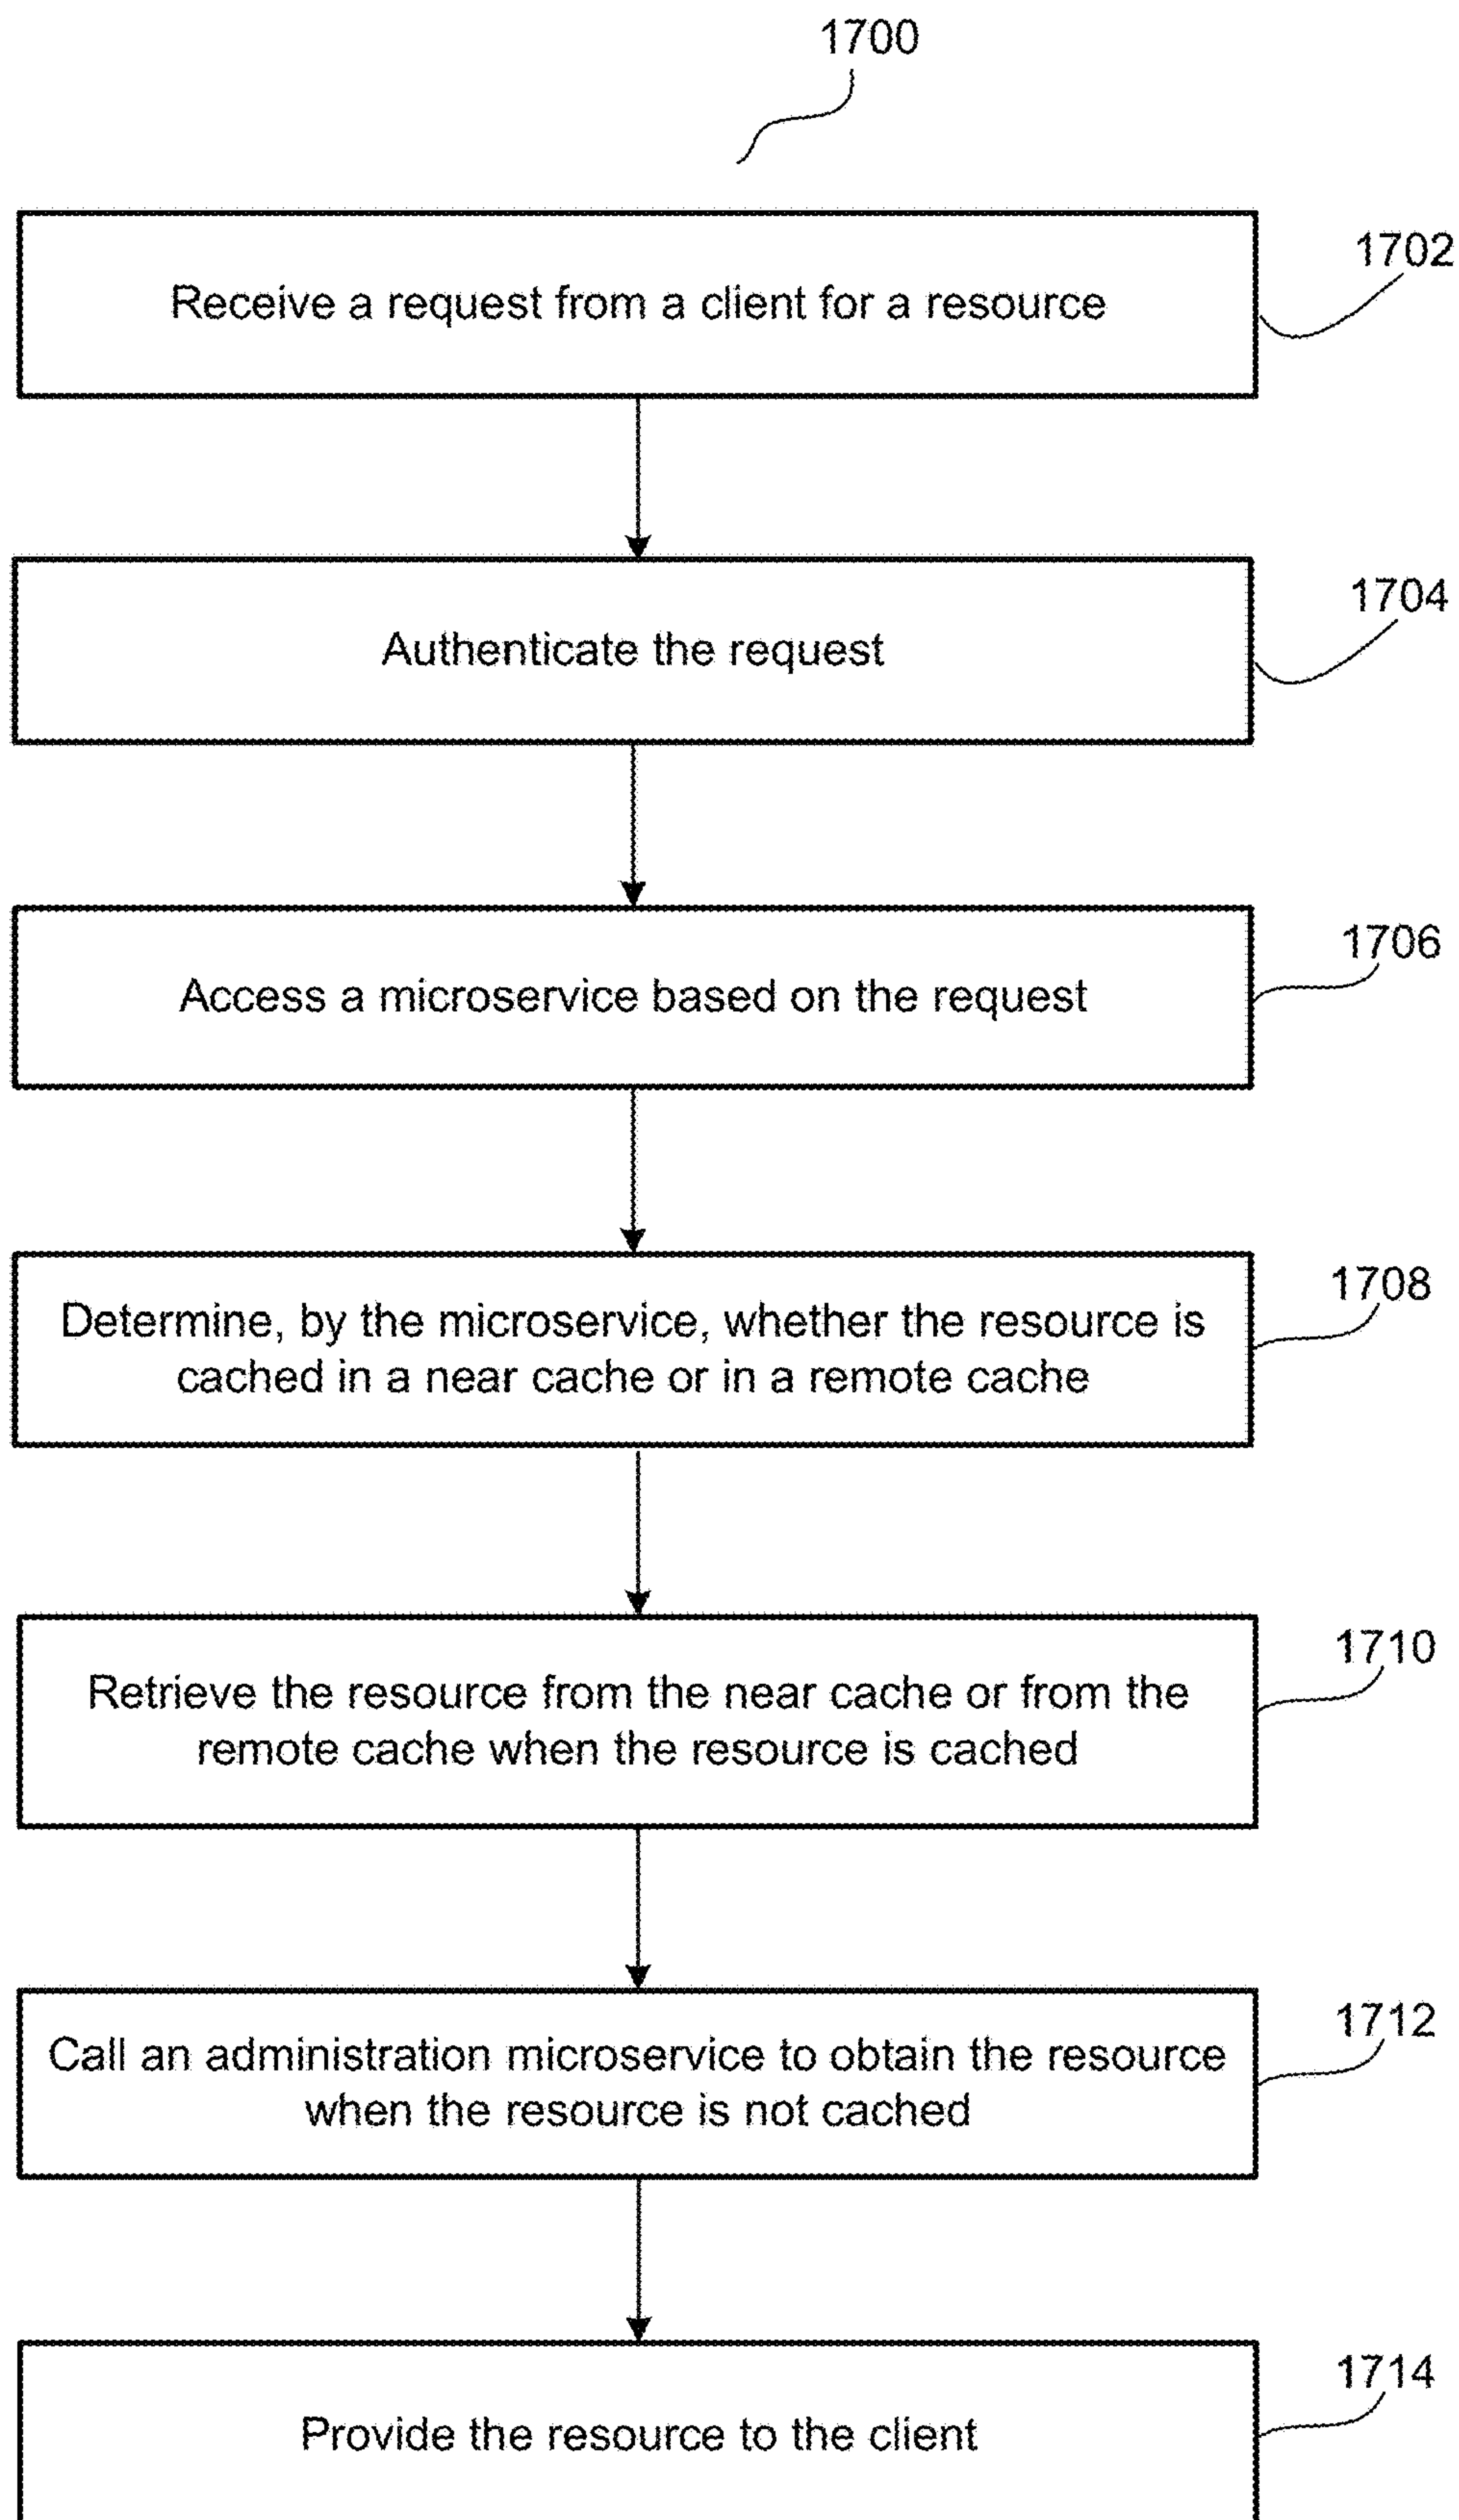 1700
Receive a request from a client for a resource
1702
Authenticate the request
1704
Access a microservice based on the request
1706
Determine, by the microservice, whether the resource is
cached in a near cache or in a remote cache
1708
Retrieve the resource from the near cache or from the
remote cache when the resource is cached
1710
Call an administration microservice to obtain the resource
when the resource is not cached
1712
Provide the resource to the client
1714